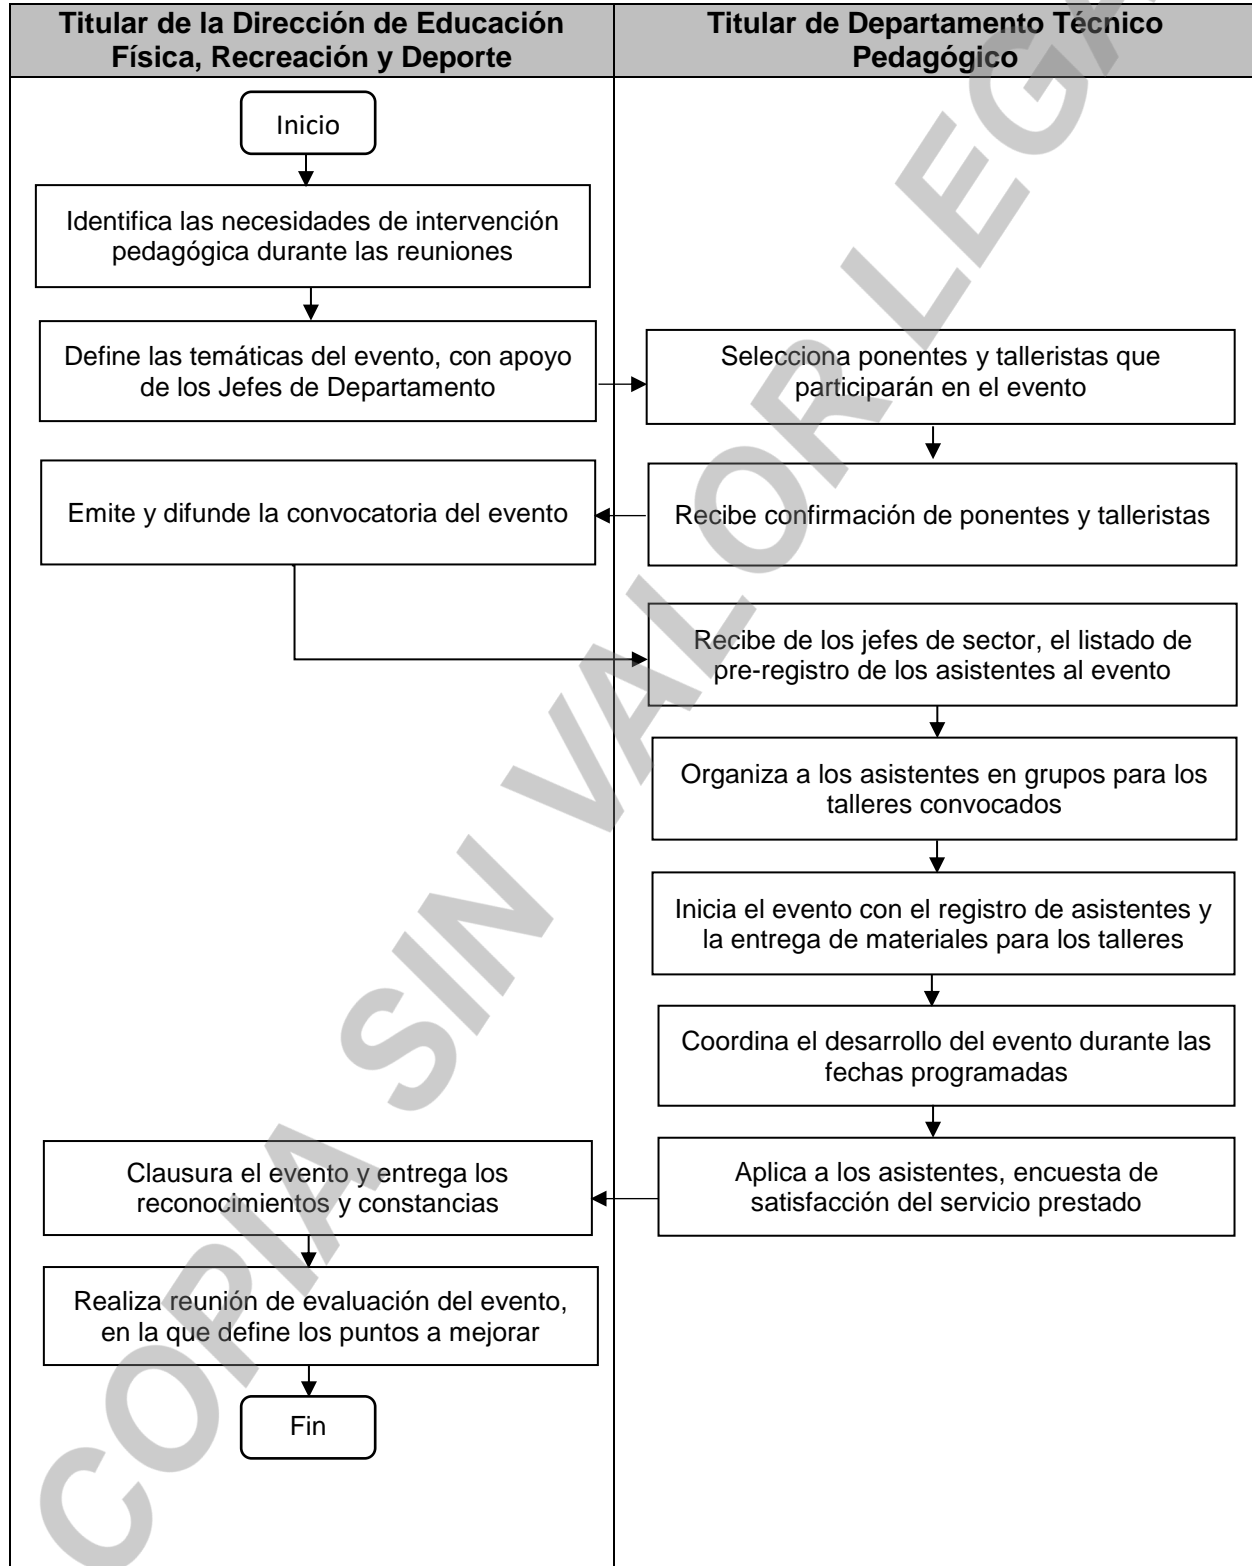 Titular de la Dirección de Educación
Física, Recreación y Deporte
Titular de Departamento Técnico
Pedagógico
Inicio
Identifica las necesidades de intervención
pedagógica durante las reuniones
Define las temáticas del evento, con apoyo
de los Jefes de Departamento
Selecciona ponentes y talleristas que
participarán en el evento
Recibe confirmación de ponentes y talleristas
Emite y difunde la convocatoria del evento
Recibe de los jefes de sector, el listado de
pre-registro de los asistentes al evento
Organiza a los asistentes en grupos para los
talleres convocados
Inicia el evento con el registro de asistentes y
la entrega de materiales para los talleres
Coordina el desarrollo del evento durante las
fechas programadas
Aplica a los asistentes, encuesta de
satisfacción del servicio prestado
Clausura el evento y entrega los
reconocimientos y constancias
Realiza reunión de evaluación del evento,
en la que define los puntos a mejorar
Fin
COPIA SIN VALOR LEGA